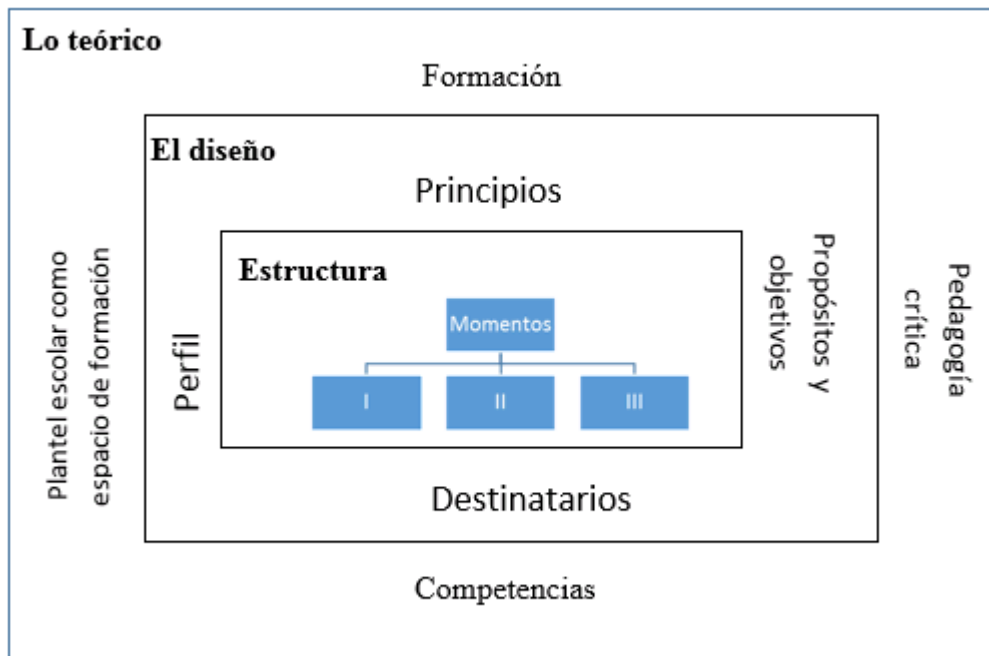 Lo teórico
Formación
El diseño
Principios
Plantel escolar como
espacio de formación
Perfil
Estructura
Momentos
I
II
III
Propósitos y
objetivos
Pedagogía
crítica
Destinatarios
Competencias